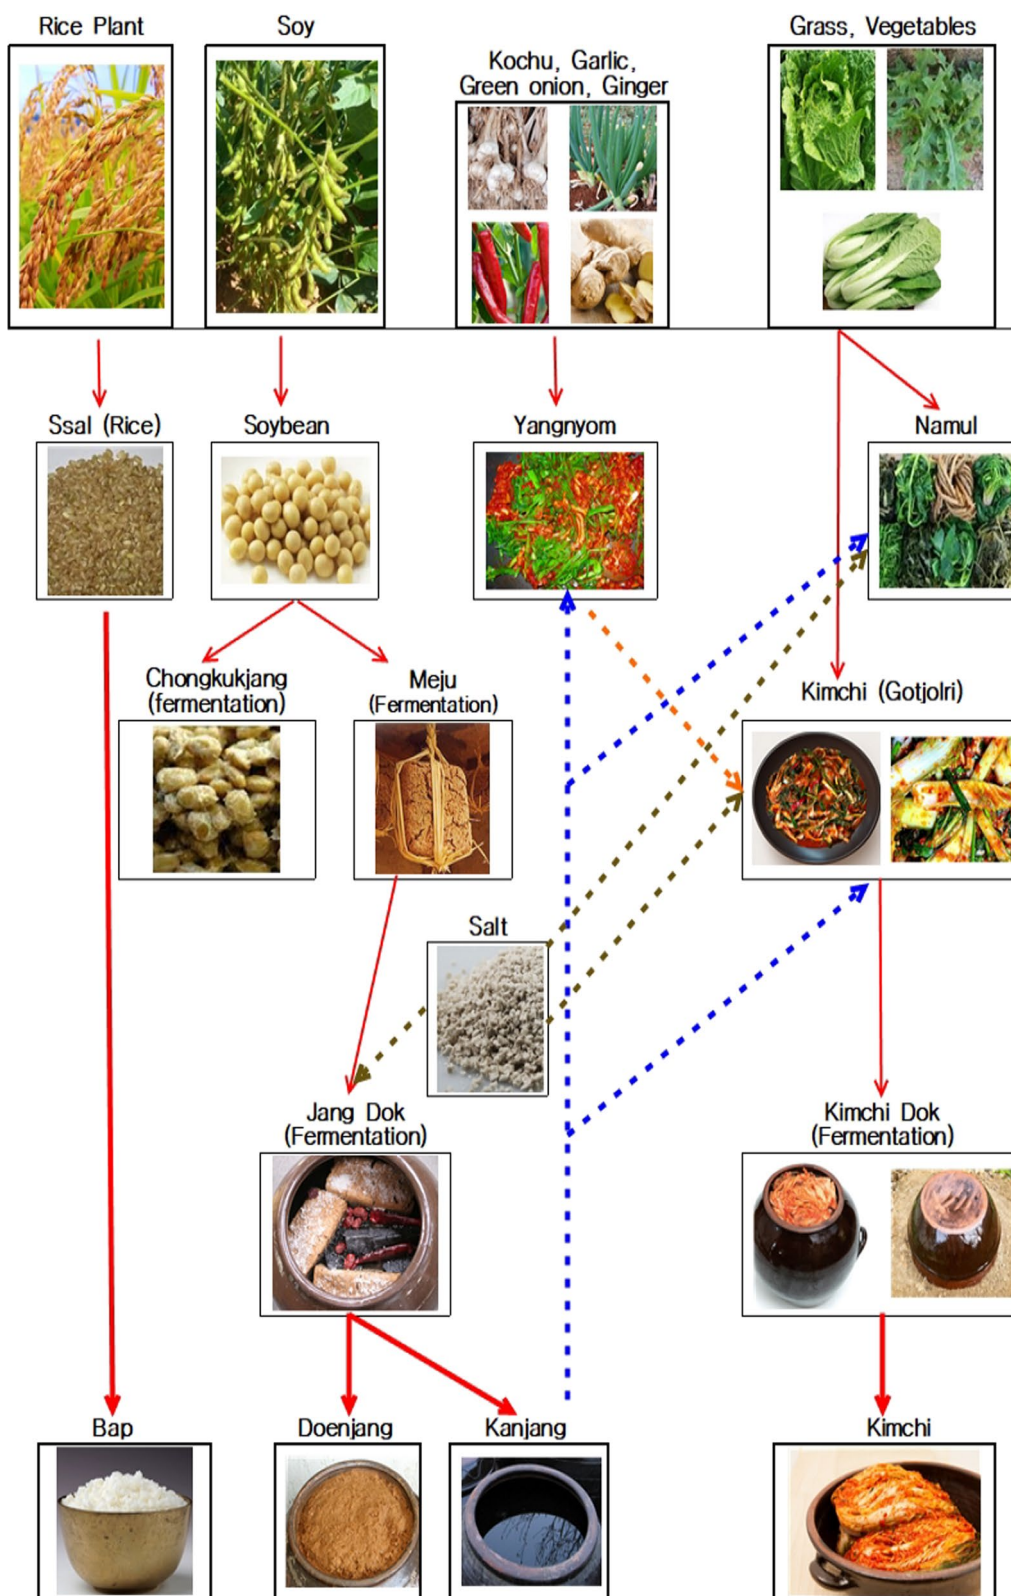 Rice Plant
Soy
Kochu, Garlic,
Green onion, Ginger
Grass, Vegetables
Ssal (Rice)
Soybean
Yangnyom
Namul
Chongkukjang
(fermentation)
Meju
(Fermentation)
Kimchi (Gotjolri)
Salt
Jang Dok
(Fermentation)
Kimchi Dok
(Fermentation)
Bap
Doenjang
Kanjang
Kimchi